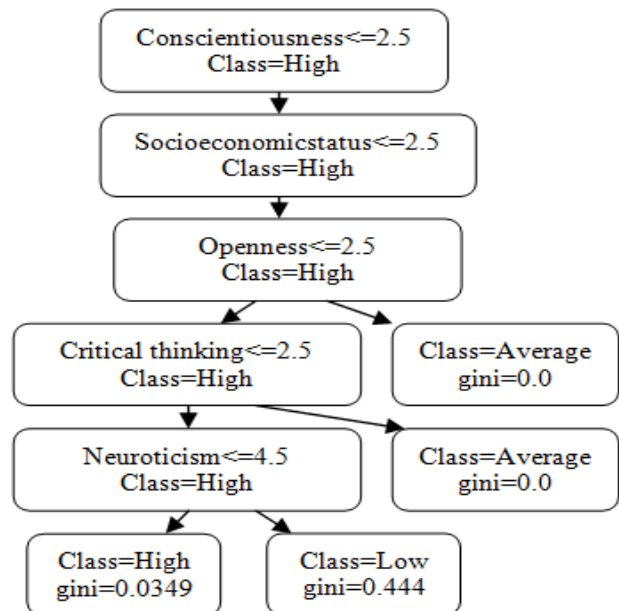 Conscientiousness<=2.5
Class=High
Socioeconomicstatus<=2.5
Class=High
Openness<=2.5
Class=High
Critical thinking<=2.5
Class=High
Class=Average
gini=0.0
Neuroticism<=4.5
Class=High
Class=Average
gini=0.0
Class=High
gini=0.0349
Class=Low
gini=0.444